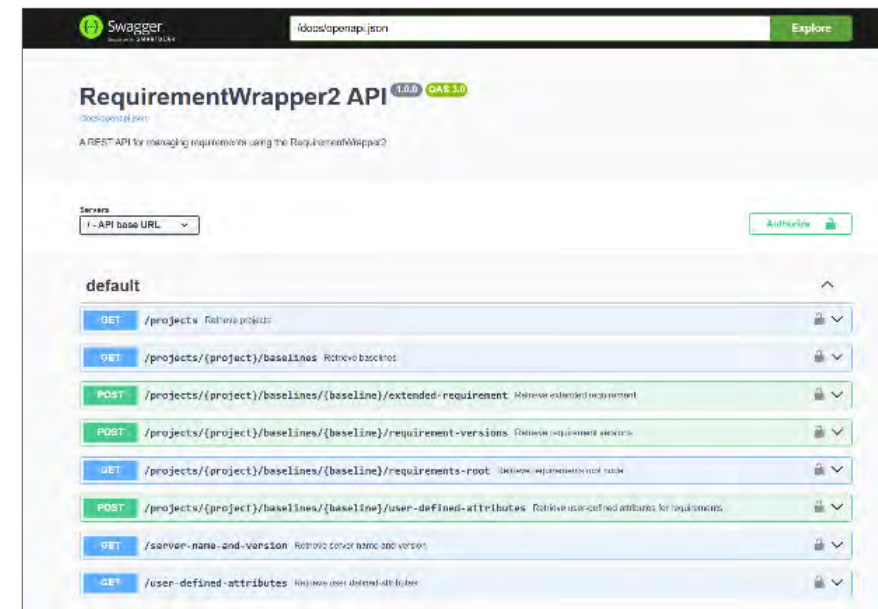 Swagger
SMARTBEAR
/docs/openapi.json
Explore
RequirementWrapper2 API 1.0.0 OAS 3.0
/docs/openapi.json
A REST API for managing requirements using the RequirementWrapper2
Servers
/ - API base URL
Authorize
default
GET /projects Retrieve projects
GET /projects/{project}/baselines Retrieve baselines
POST /projects/{project}/baselines/{baseline}/extended-requirement Retrieve extended requirement
POST /projects/{project}/baselines/{baseline}/requirement-versions Retrieve requirement versions
GET /projects/{project}/baselines/{baseline}/requirements-root Retrieve requirements root node
POST /projects/{project}/baselines/{baseline}/user-defined-attributes Retrieve user-defined attributes for requirements
GET /server-name-and-version Retrieve server name and version
GET /user-defined-attributes Retrieve user defined attributes